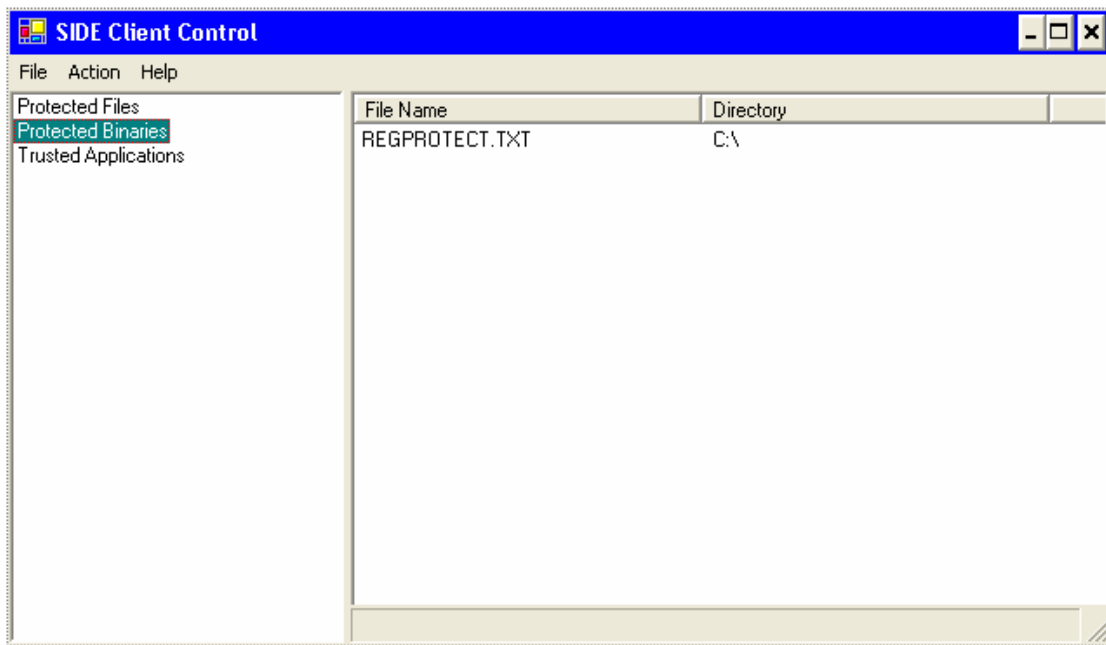 SIDE Client Control
File Action Help
Protected Files
Protected Binaries
Trusted Applications
File Name Directory
REGPROTECT.TXT C:\